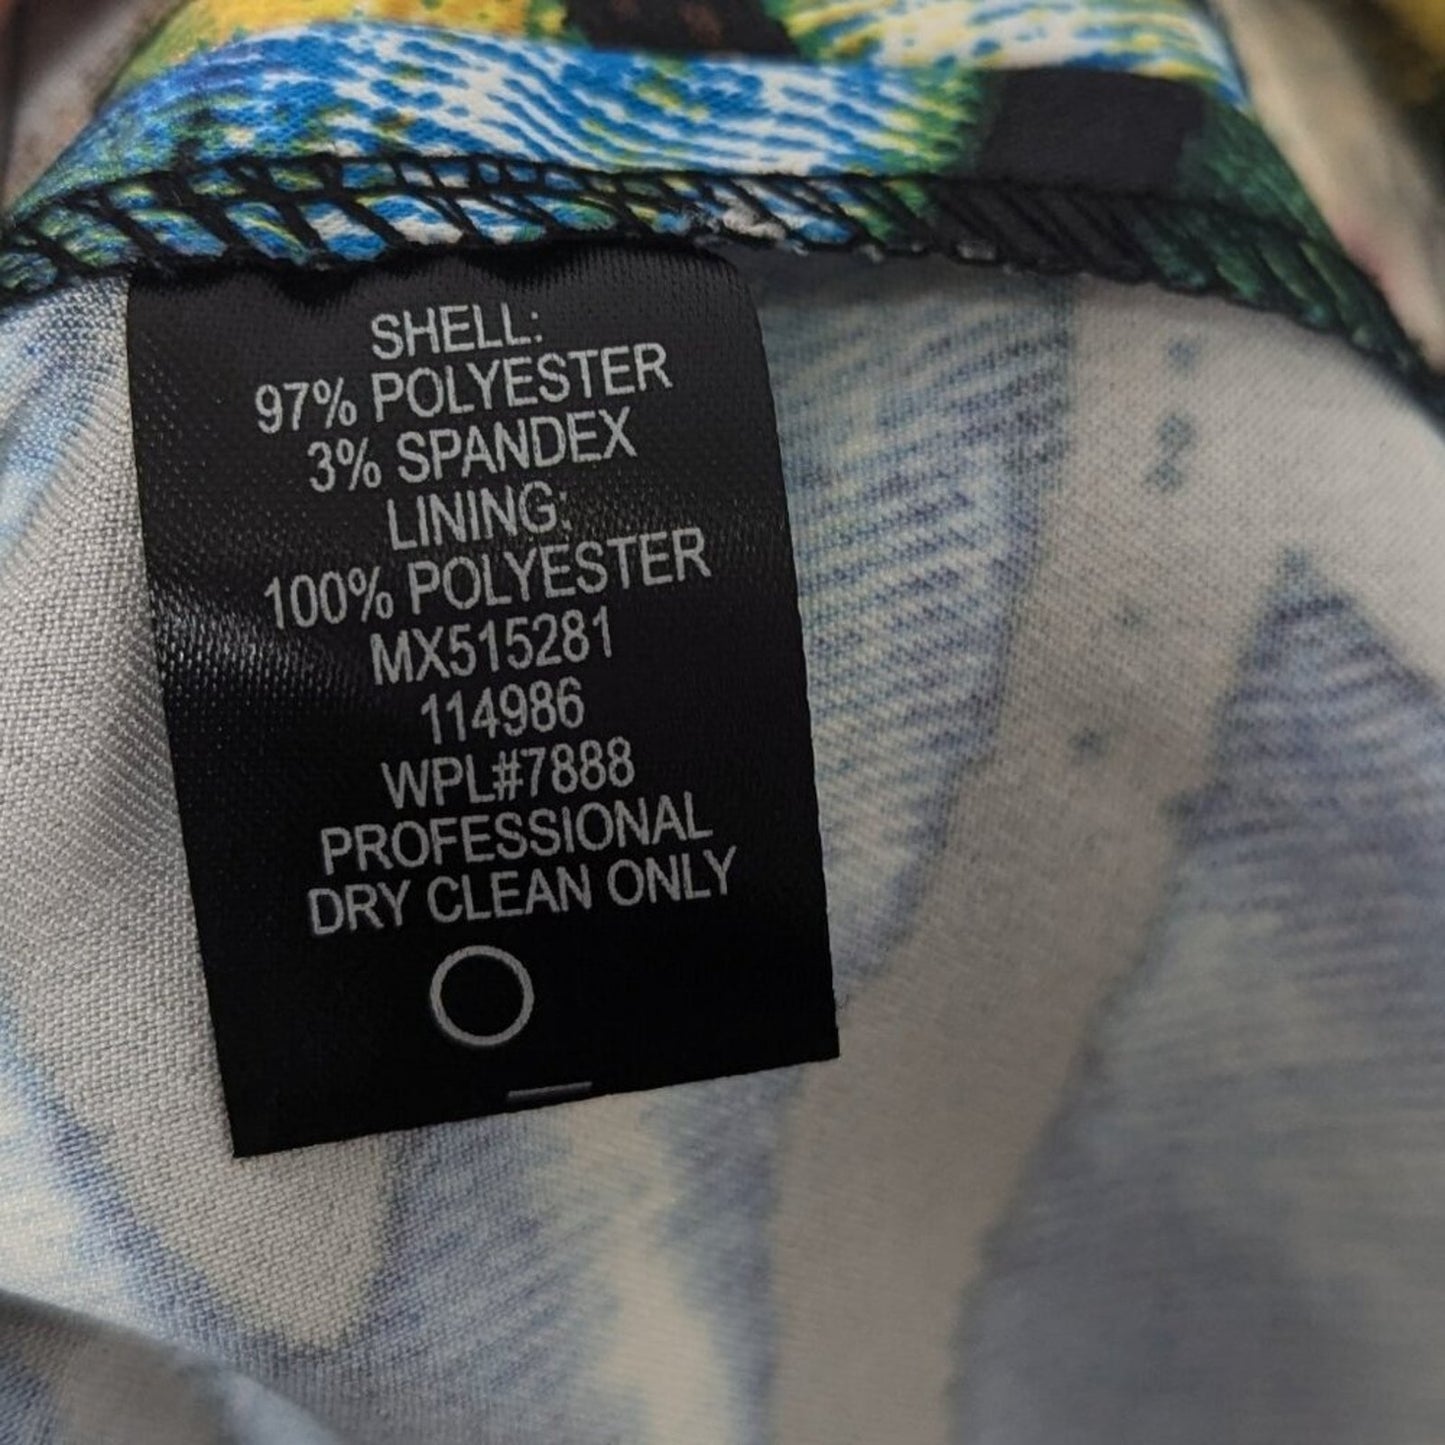 SHELL:
97% POLYESTER
3% SPANDEX
LINING:
100% POLYESTER
MX515281
114986
WPL#7888
PROFESSIONAL
DRY CLEAN ONLY